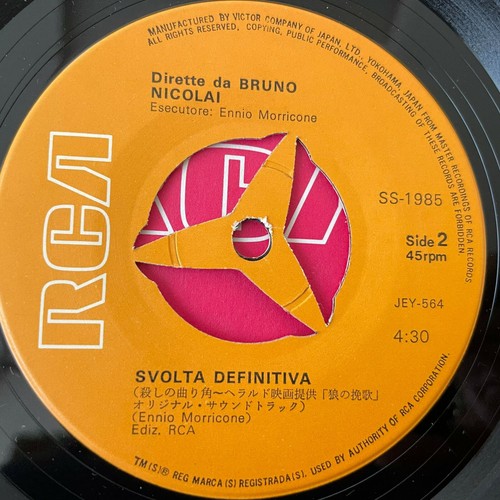 MANUFACTURED BY VICTOR COMPANY OF JAPAN, LTD., YOKOHAMA, JAPAN FROM MASTER RECORDINGS OF RCA RECORDS
ALL RIGHTS RESERVED, COPYING, PUBLIC PERFORMANCE, BROADCASTING OF THESE RECORDS ARE FORBIDDEN
Dirette da BRUNO
NICOLAI
Esecutore: Ennio Morricone
RCA
SS-1985
Side 2
45rpm
JEY-564
4:30
SVOLTA DEFINITIVA
(殺しの曲り角〜ヘラルド映画提供「狼の挽歌」
オリジナル・サウンドトラック)
(Ennio Morricone)
Ediz. RCA
TM(S)® REG MARCA(S) REGISTRADA(S). USED BY AUTHORITY OF RCA CORPORATION.